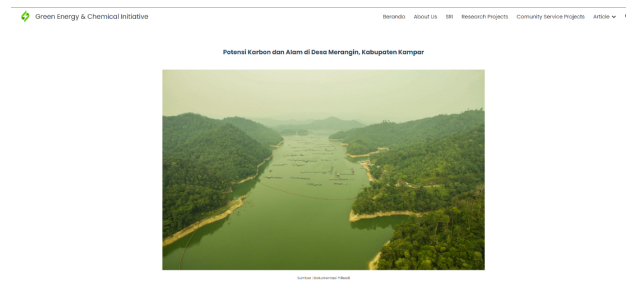 Green Energy & Chemical Initiative
Beranda About Us SRI Research Projects Comunity Service Projects Article
Potensi Karbon dan Alam di Desa Merangin, Kabupaten Kampar